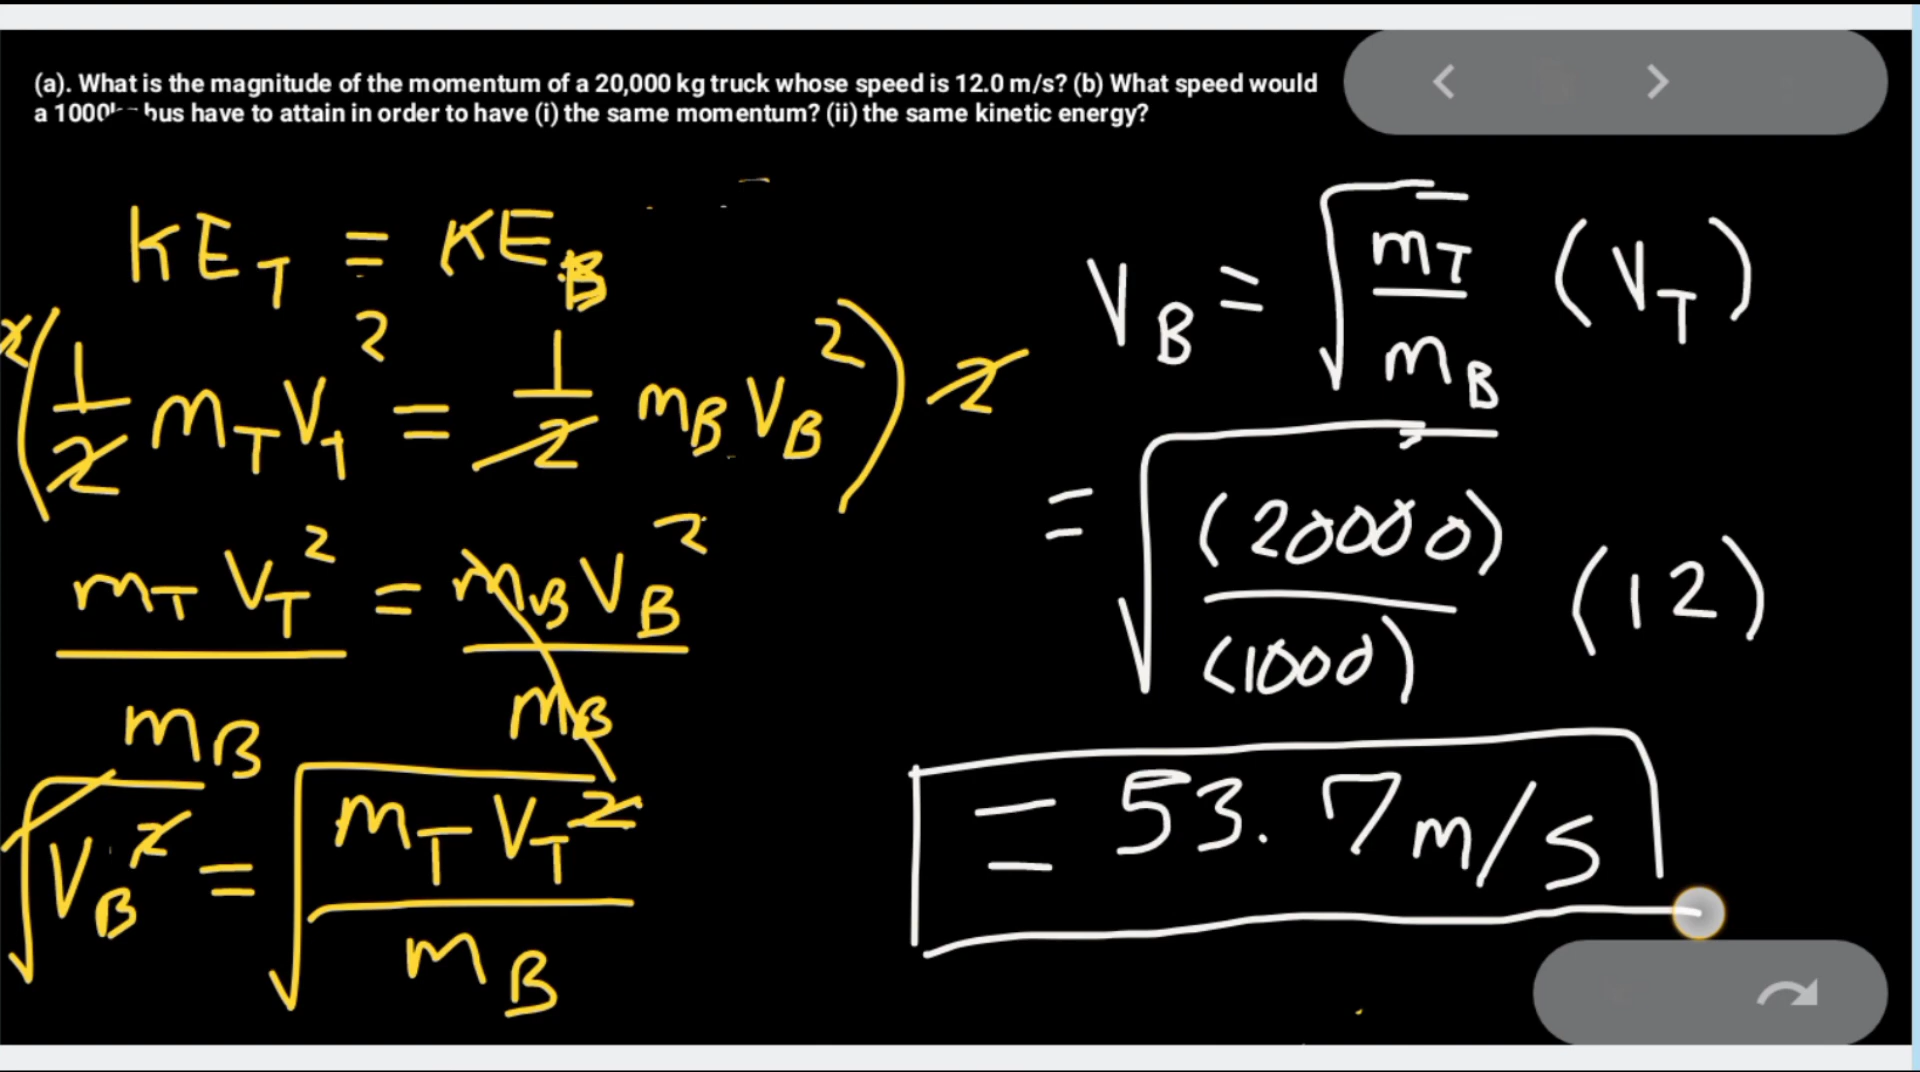 (a). What is the magnitude of the momentum of a 20,000 kg truck whose speed is 12.0 m/s? (b) What speed would
a 1000 bus have to attain in order to have (i) the same momentum? (ii) the same kinetic energy?
KE_T = KE_B
2(1/2 m_T V_T^2 = 1/2 m_B V_B^2)2
m_T V_T^2 / m_B = m_B V_B^2 / m_B
√V_B^2 = √(m_T V_T^2 / m_B)
V_B = √(m_T / m_B) (V_T)
= √((20000) / (1000)) (12)
= 53.7 m/s